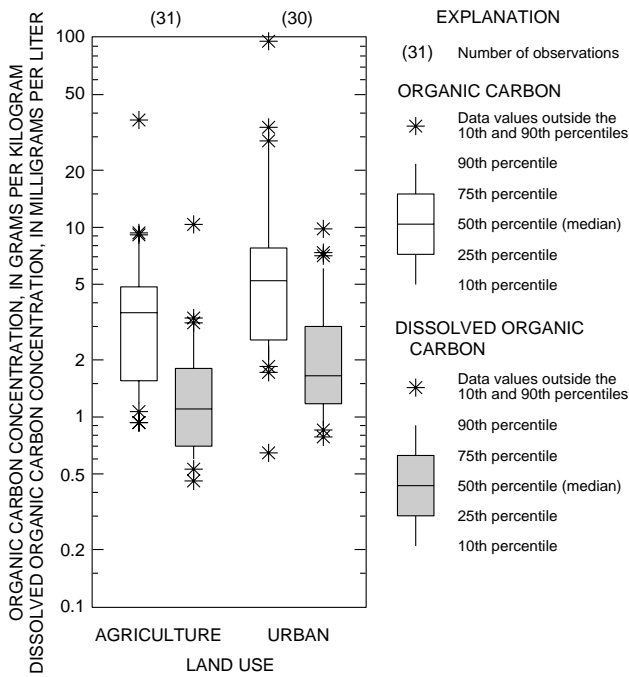 ORGANIC CARBON CONCENTRATION, IN GRAMS PER KILOGRAM
DISSOLVED ORGANIC CARBON CONCENTRATION, IN MILLIGRAMS PER LITER
(31) (30)
100
50
20
10
5
2
1
0.5
0.2
0.1
AGRICULTURE URBAN
LAND USE
EXPLANATION
(31) Number of observations
ORGANIC CARBON
Data values outside the
10th and 90th percentiles
90th percentile
75th percentile
50th percentile (median)
25th percentile
10th percentile
DISSOLVED ORGANIC
CARBON
Data values outside the
10th and 90th percentiles
90th percentile
75th percentile
50th percentile (median)
25th percentile
10th percentile